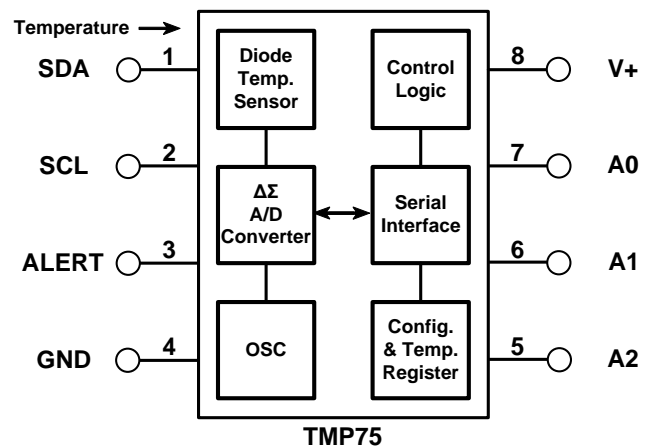 Temperature
SDA
1
Diode
Temp.
Sensor
Control
Logic
8
V+
SCL
2
ΔΣ
A/D
Converter
Serial
Interface
7
A0
ALERT
3
6
A1
GND
4
OSC
Config.
& Temp.
Register
5
A2
TMP75